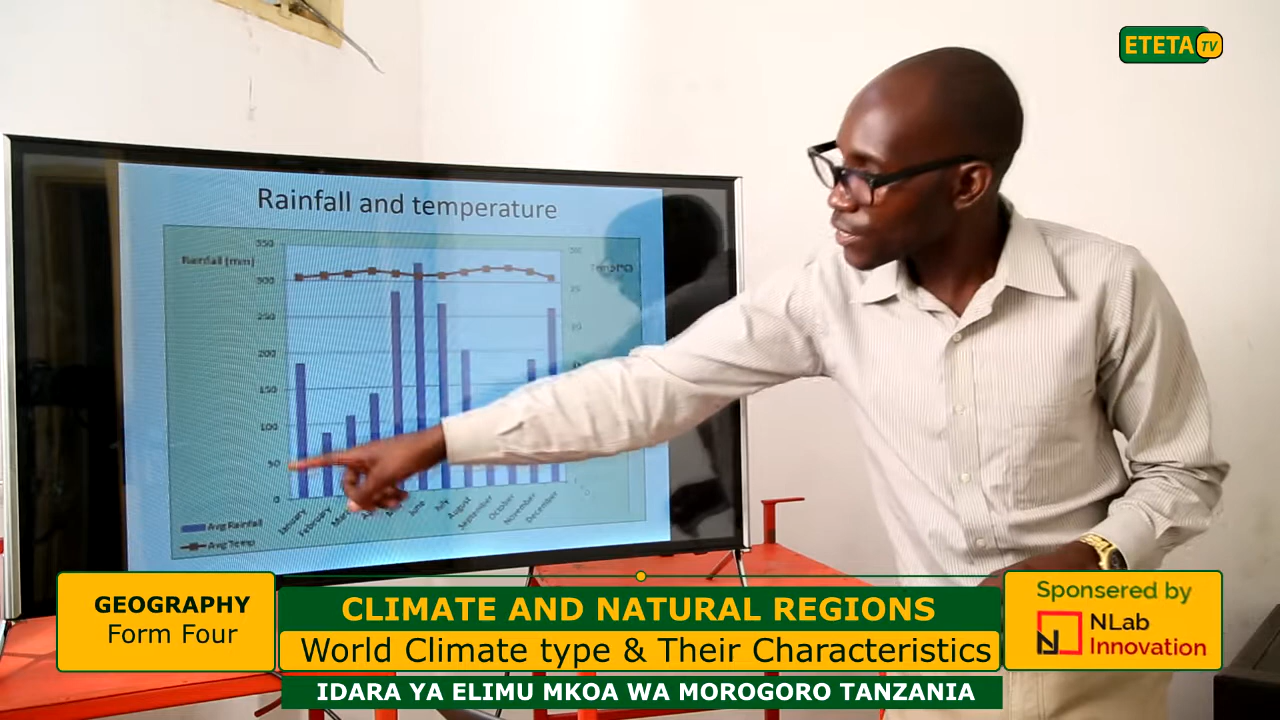 ETETA TV
Rainfall and temperature
350
Rainfall (mm)
300
250
200
150
100
50
0
January
February
June
July
August
September
October
November
December
Avg Rainfall
Avg Temp
GEOGRAPHY
Form Four
CLIMATE AND NATURAL REGIONS
World Climate type & Their Characteristics
IDARA YA ELIMU MKOA WA MOROGORO TANZANIA
Sponsered by
NLab
Innovation